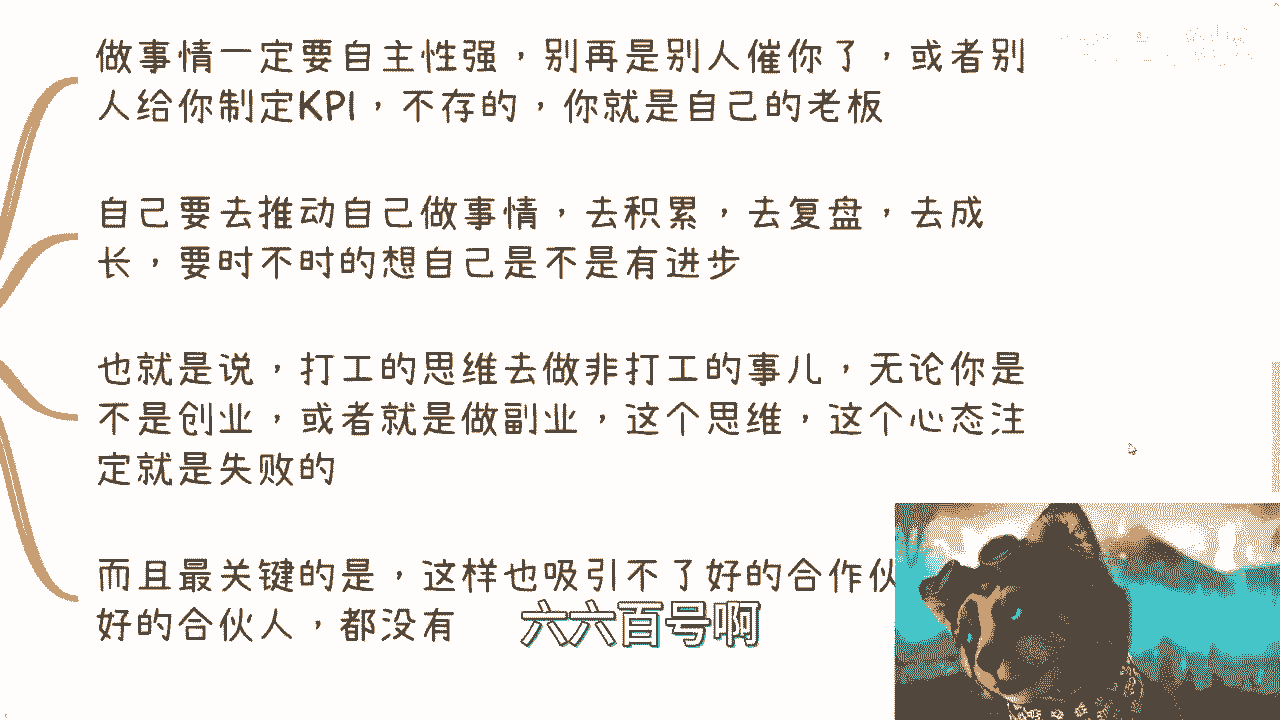 做事情一定要自主性强，别再是别人催你了，或者别
人给你制定KPI，不存的，你就是自己的老板
自己要去推动自己做事情，去积累，去复盘，去成
长，要时不时的想自己是不是有进步
也就是说，打工的思维去做非打工的事儿，无论你是
不是创业，或者就是做副业，这个思维，这个心态注
定就是失败的
而且最关键的是，这样也吸引不了好的合作伙
好的合伙人，都没有
六六百号啊